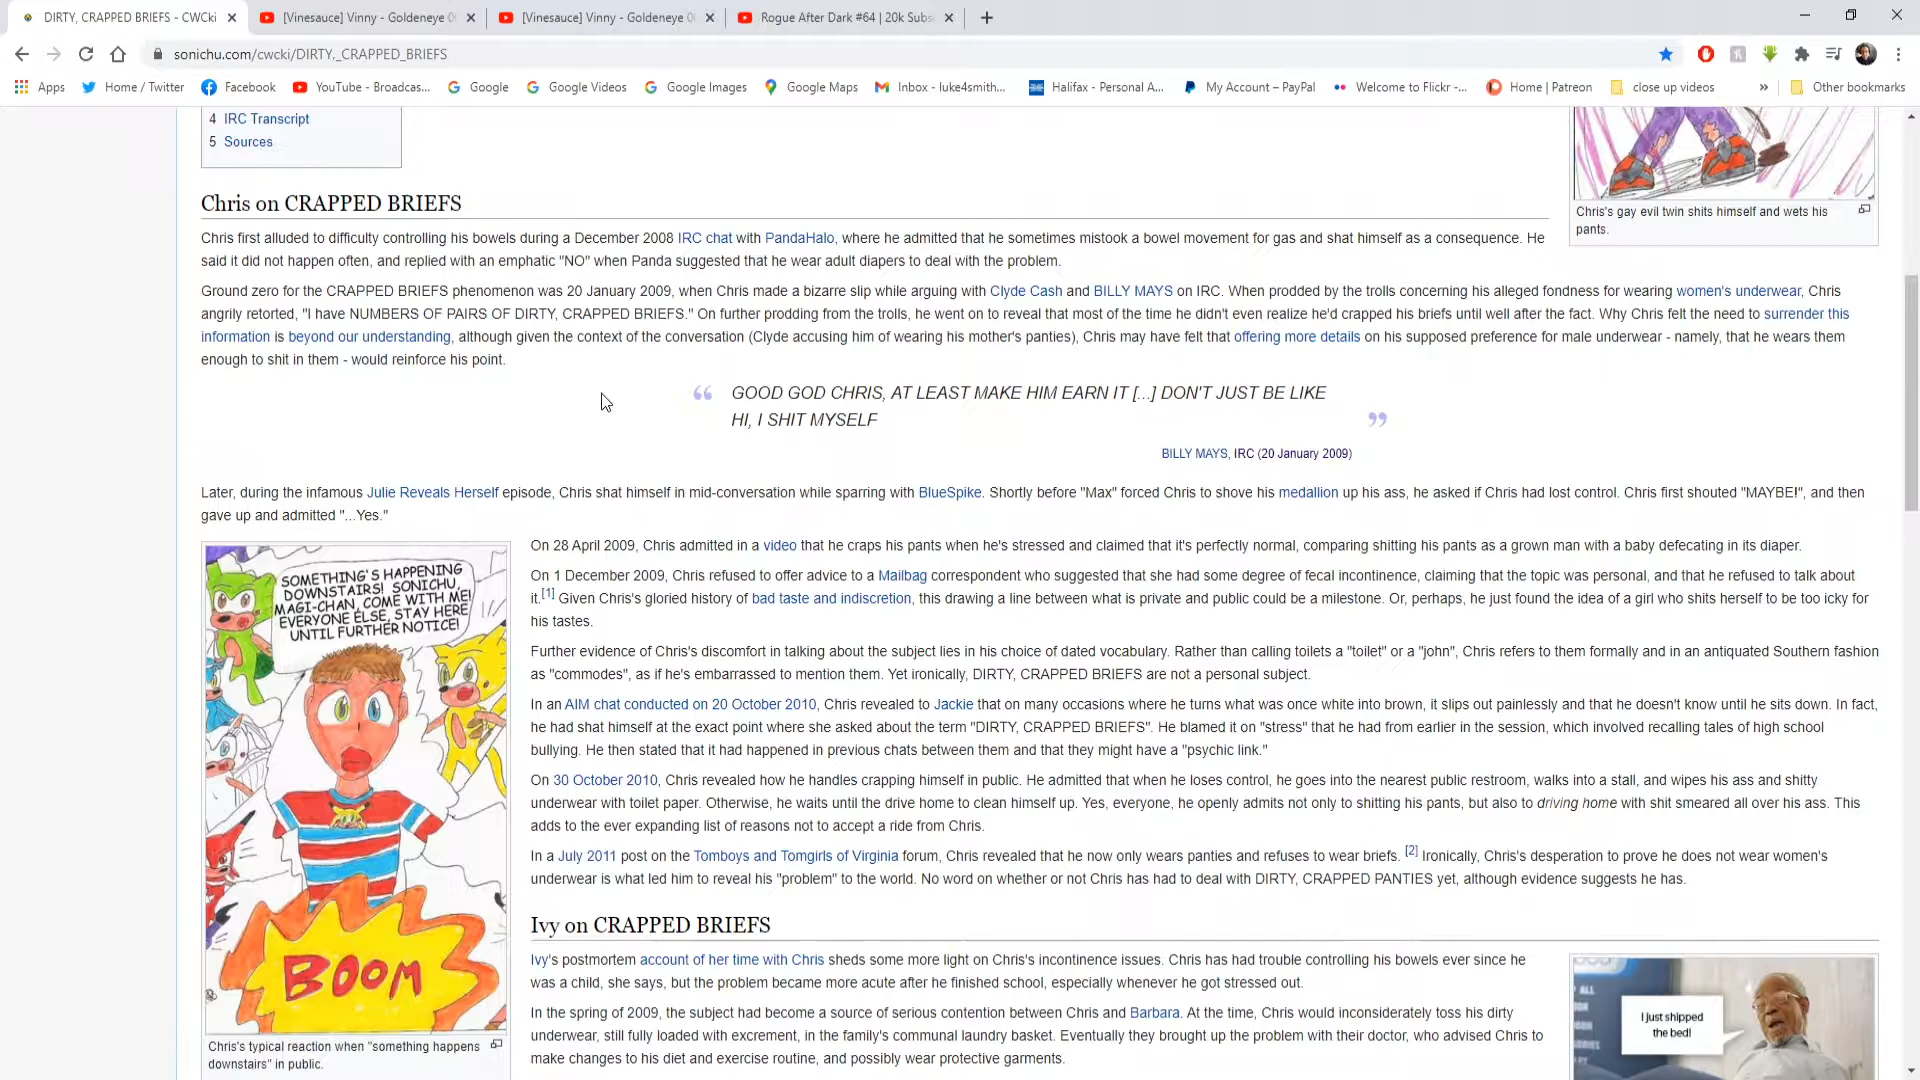 DIRTY, CRAPPED BRIEFS - CWCki
[Vinesauce] Vinny - Goldeneye 0
[Vinesauce] Vinny - Goldeneye 0
Rogue After Dark #64 | 20k Subs
sonichu.com/cwcki/DIRTY,_CRAPPED_BRIEFS
Apps Home / Twitter Facebook YouTube - Broadcas... Google Google Videos Google Images Google Maps Inbox - luke4smith... Halifax - Personal A... My Account – PayPal Welcome to Flickr -... Home | Patreon close up videos » Other bookmarks
4 IRC Transcript
5 Sources
Chris's gay evil twin shits himself and wets his
pants.
Chris on CRAPPED BRIEFS
Chris first alluded to difficulty controlling his bowels during a December 2008 IRC chat with PandaHalo, where he admitted that he sometimes mistook a bowel movement for gas and shat himself as a consequence. He
said it did not happen often, and replied with an emphatic "NO" when Panda suggested that he wear adult diapers to deal with the problem.
Ground zero for the CRAPPED BRIEFS phenomenon was 20 January 2009, when Chris made a bizarre slip while arguing with Clyde Cash and BILLY MAYS on IRC. When prodded by the trolls concerning his alleged fondness for wearing women's underwear, Chris
angrily retorted, "I have NUMBERS OF PAIRS OF DIRTY, CRAPPED BRIEFS." On further prodding from the trolls, he went on to reveal that most of the time he didn't even realize he'd crapped his briefs until well after the fact. Why Chris felt the need to surrender this
information is beyond our understanding, although given the context of the conversation (Clyde accusing him of wearing his mother's panties), Chris may have felt that offering more details on his supposed preference for male underwear - namely, that he wears them
enough to shit in them - would reinforce his point.
“ GOOD GOD CHRIS, AT LEAST MAKE HIM EARN IT [...] DON'T JUST BE LIKE
HI, I SHIT MYSELF ”
BILLY MAYS, IRC (20 January 2009)
Later, during the infamous Julie Reveals Herself episode, Chris shat himself in mid-conversation while sparring with BlueSpike. Shortly before "Max" forced Chris to shove his medallion up his ass, he asked if Chris had lost control. Chris first shouted "MAYBE!", and then
gave up and admitted "...Yes."
SOMETHING'S HAPPENING
DOWNSTAIRS! SONICHU,
MAGI-CHAN, COME WITH ME!
EVERYONE ELSE, STAY HERE
UNTIL FURTHER NOTICE!
BOOM
Chris's typical reaction when "something happens
downstairs" in public.
On 28 April 2009, Chris admitted in a video that he craps his pants when he's stressed and claimed that it's perfectly normal, comparing shitting his pants as a grown man with a baby defecating in its diaper.
On 1 December 2009, Chris refused to offer advice to a Mailbag correspondent who suggested that she had some degree of fecal incontinence, claiming that the topic was personal, and that he refused to talk about
it.[1] Given Chris's gloried history of bad taste and indiscretion, this drawing a line between what is private and public could be a milestone. Or, perhaps, he just found the idea of a girl who shits herself to be too icky for
his tastes.
Further evidence of Chris's discomfort in talking about the subject lies in his choice of dated vocabulary. Rather than calling toilets a "toilet" or a "john", Chris refers to them formally and in an antiquated Southern fashion
as "commodes", as if he's embarrassed to mention them. Yet ironically, DIRTY, CRAPPED BRIEFS are not a personal subject.
In an AIM chat conducted on 20 October 2010, Chris revealed to Jackie that on many occasions where he turns what was once white into brown, it slips out painlessly and that he doesn't know until he sits down. In fact,
he had shat himself at the exact point where she asked about the term "DIRTY, CRAPPED BRIEFS". He blamed it on "stress" that he had from earlier in the session, which involved recalling tales of high school
bullying. He then stated that it had happened in previous chats between them and that they might have a "psychic link."
On 30 October 2010, Chris revealed how he handles crapping himself in public. He admitted that when he loses control, he goes into the nearest public restroom, walks into a stall, and wipes his ass and shitty
underwear with toilet paper. Otherwise, he waits until the drive home to clean himself up. Yes, everyone, he openly admits not only to shitting his pants, but also to driving home with shit smeared all over his ass. This
adds to the ever expanding list of reasons not to accept a ride from Chris.
In a July 2011 post on the Tomboys and Tomgirls of Virginia forum, Chris revealed that he now only wears panties and refuses to wear briefs. [2] Ironically, Chris's desperation to prove he does not wear women's
underwear is what led him to reveal his "problem" to the world. No word on whether or not Chris has had to deal with DIRTY, CRAPPED PANTIES yet, although evidence suggests he has.
Ivy on CRAPPED BRIEFS
Ivy's postmortem account of her time with Chris sheds some more light on Chris's incontinence issues. Chris has had trouble controlling his bowels ever since he
was a child, she says, but the problem became more acute after he finished school, especially whenever he got stressed out.
In the spring of 2009, the subject had become a source of serious contention between Chris and Barbara. At the time, Chris would inconsiderately toss his dirty
underwear, still fully loaded with excrement, in the family's communal laundry basket. Eventually they brought up the problem with their doctor, who advised Chris to
make changes to his diet and exercise routine, and possibly wear protective garments.
I just shipped
the bed!